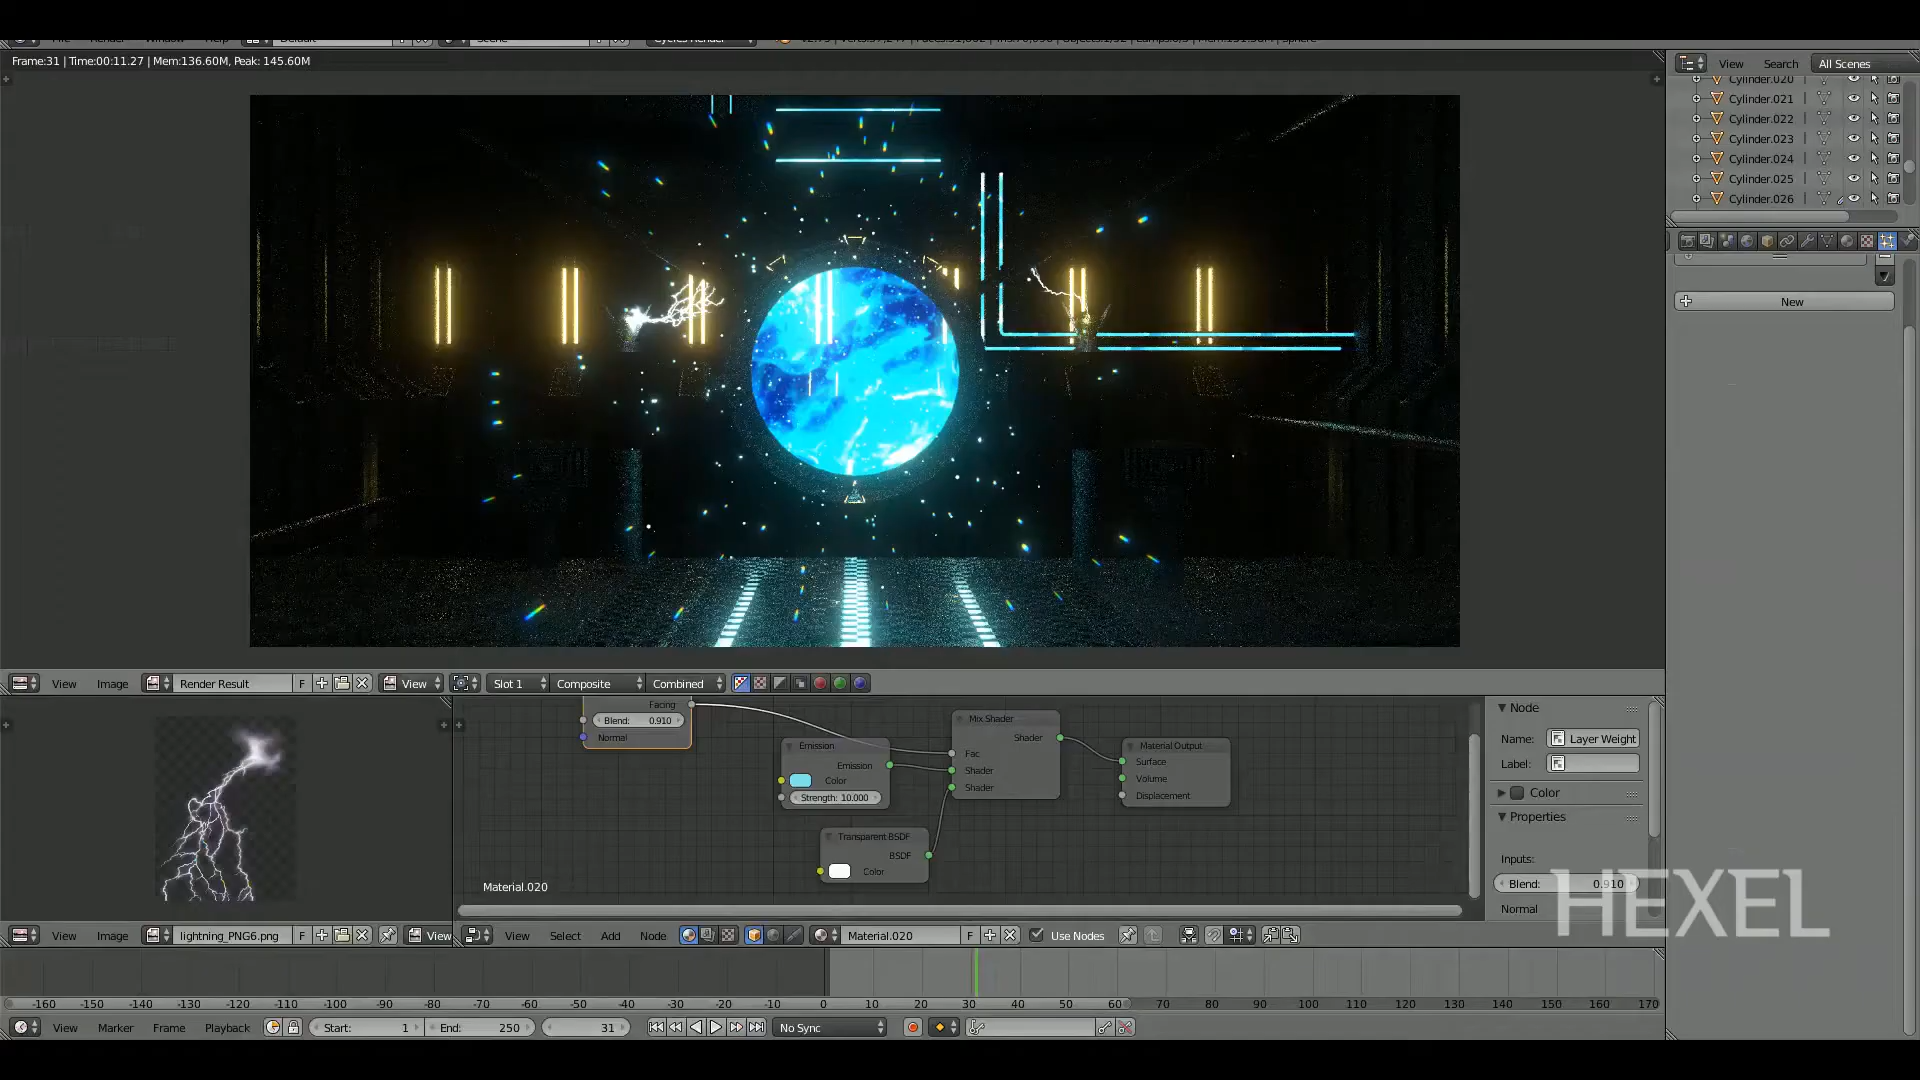 Default
Scene
Cycles Render
Frame:31 | Time:00:11.27 | Mem:136.60M, Peak: 145.60M
View Search All Scenes
Cylinder.020
Cylinder.021
Cylinder.022
Cylinder.023
Cylinder.024
Cylinder.025
Cylinder.026
New
View Image Render Result F View Slot 1 Composite Combined
Facing
Blend: 0.910
Normal
Emission
Emission
Color
Strength: 10.000
Transparent BSDF
BSDF
Color
Mix Shader
Shader
Fac
Shader
Shader
Material Output
Surface
Volume
Displacement
Material.020
Node
Name: Layer Weight
Label:
Color
Properties
Inputs:
Blend: 0.910
Normal
HEXEL
View Image lightning_PNG6.png F View
View Select Add Node Material.020 F Use Nodes
-160 -150 -140 -130 -120 -110 -100 -90 -80 -70 -60 -50 -40 -30 -20 -10 0 10 20 30 40 50 60 70 80 90 100 110 120 130 140 150 160 170
View Marker Frame Playback Start: 1 End: 250 31 No Sync